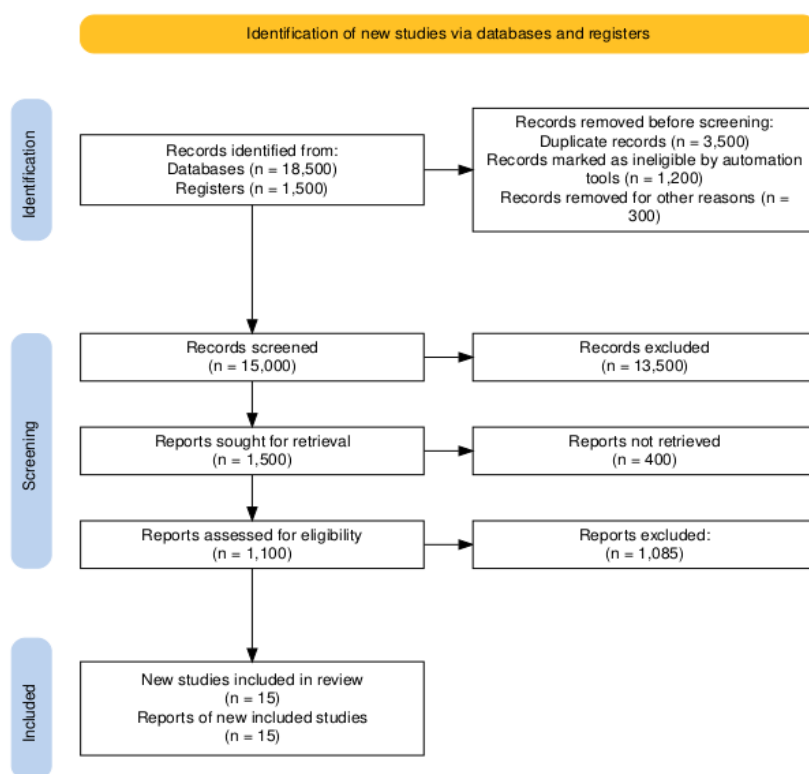 Identification of new studies via databases and registers
Identification
Records identified from:
Databases (n = 18,500)
Registers (n = 1,500)
Records removed before screening:
Duplicate records (n = 3,500)
Records marked as ineligible by automation
tools (n = 1,200)
Records removed for other reasons (n =
300)
Screening
Records screened
(n = 15,000)
Records excluded
(n = 13,500)
Reports sought for retrieval
(n = 1,500)
Reports not retrieved
(n = 400)
Reports assessed for eligibility
(n = 1,100)
Reports excluded:
(n = 1,085)
Included
New studies included in review
(n = 15)
Reports of new included studies
(n = 15)